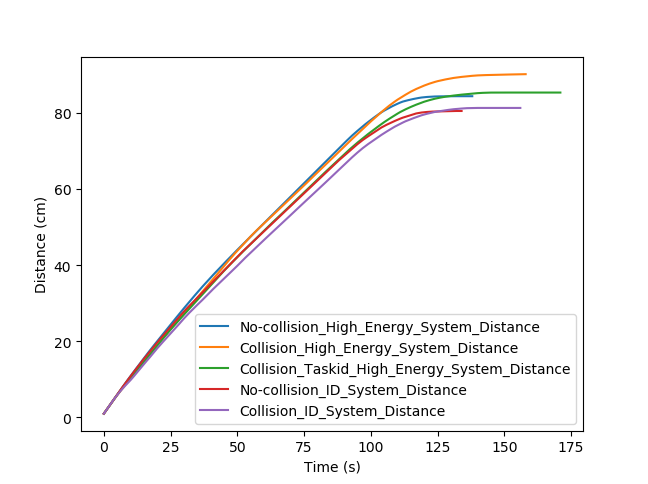 80
60
40
20
0
Distance (cm)
No-collision_High_Energy_System_Distance
Collision_High_Energy_System_Distance
Collision_Taskid_High_Energy_System_Distance
No-collision_ID_System_Distance
Collision_ID_System_Distance
0 25 50 75 100 125 150 175
Time (s)